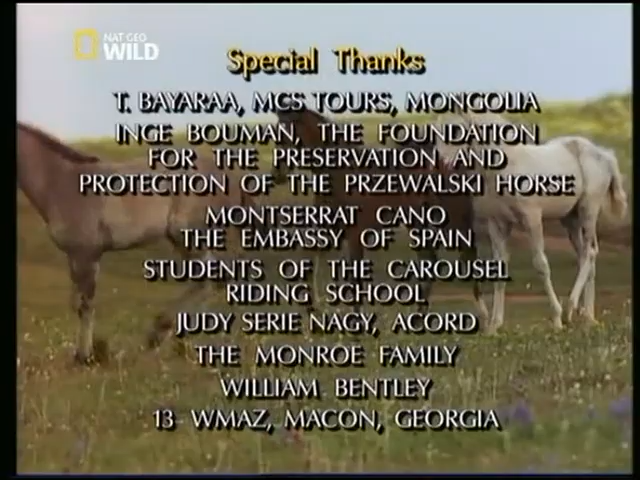 NAT GEO
WILD
Special Thanks
T. BAYARAA, MCS TOURS, MONGOLIA
INGE BOUMAN, THE FOUNDATION
FOR THE PRESERVATION AND
PROTECTION OF THE PRZEWALSKI HORSE
MONTSERRAT CANO
THE EMBASSY OF SPAIN
STUDENTS OF THE CAROUSEL
RIDING SCHOOL
JUDY SERIE NAGY, ACORD
THE MONROE FAMILY
WILLIAM BENTLEY
13 WMAZ, MACON, GEORGIA